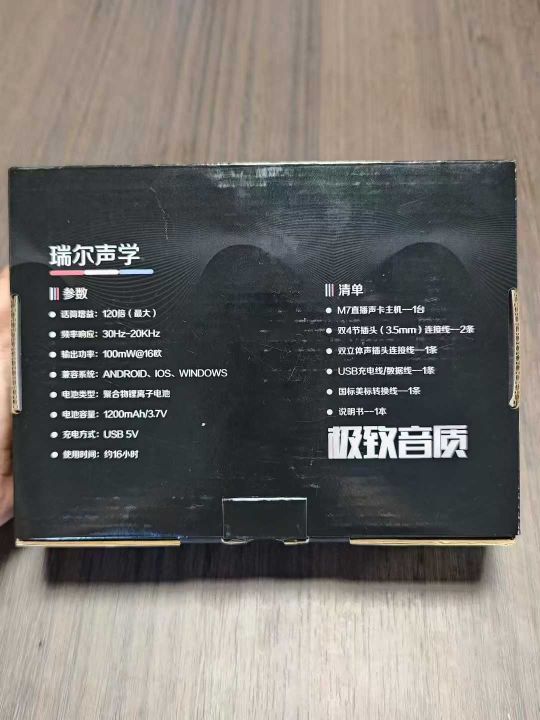 瑞尔声学
参数
话筒增益：120倍（最大）
频率响应：30Hz-20KHz
输出功率：100mW@16欧
兼容系统：ANDROID、IOS、WINDOWS
电池类型：聚合物锂离子电池
电池容量：1200mAh/3.7V
充电方式：USB 5V
使用时间：约16小时
清单
M7直播声卡主机—1台
双4节插头（3.5mm）连接线—2条
双立体声插头连接线—1条
USB充电线/数据线—1条
国标美标转换线—1条
说明书—1本
极致音质